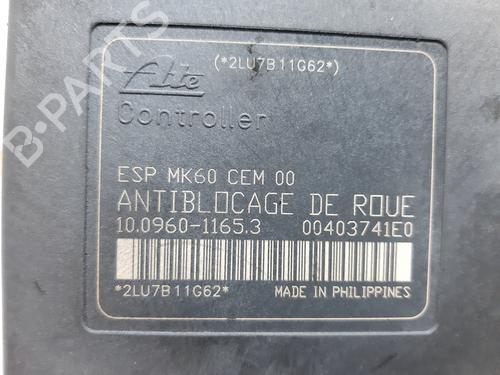 (*2LU7B11G62*)
Ate
Controller
ESP MK60 CEM 00
ANTIBLOCAGE DE ROUE
10.0960-1165.3 00403741E0
*2LU7B11G62* MADE IN PHILIPPINES
B-PARTS